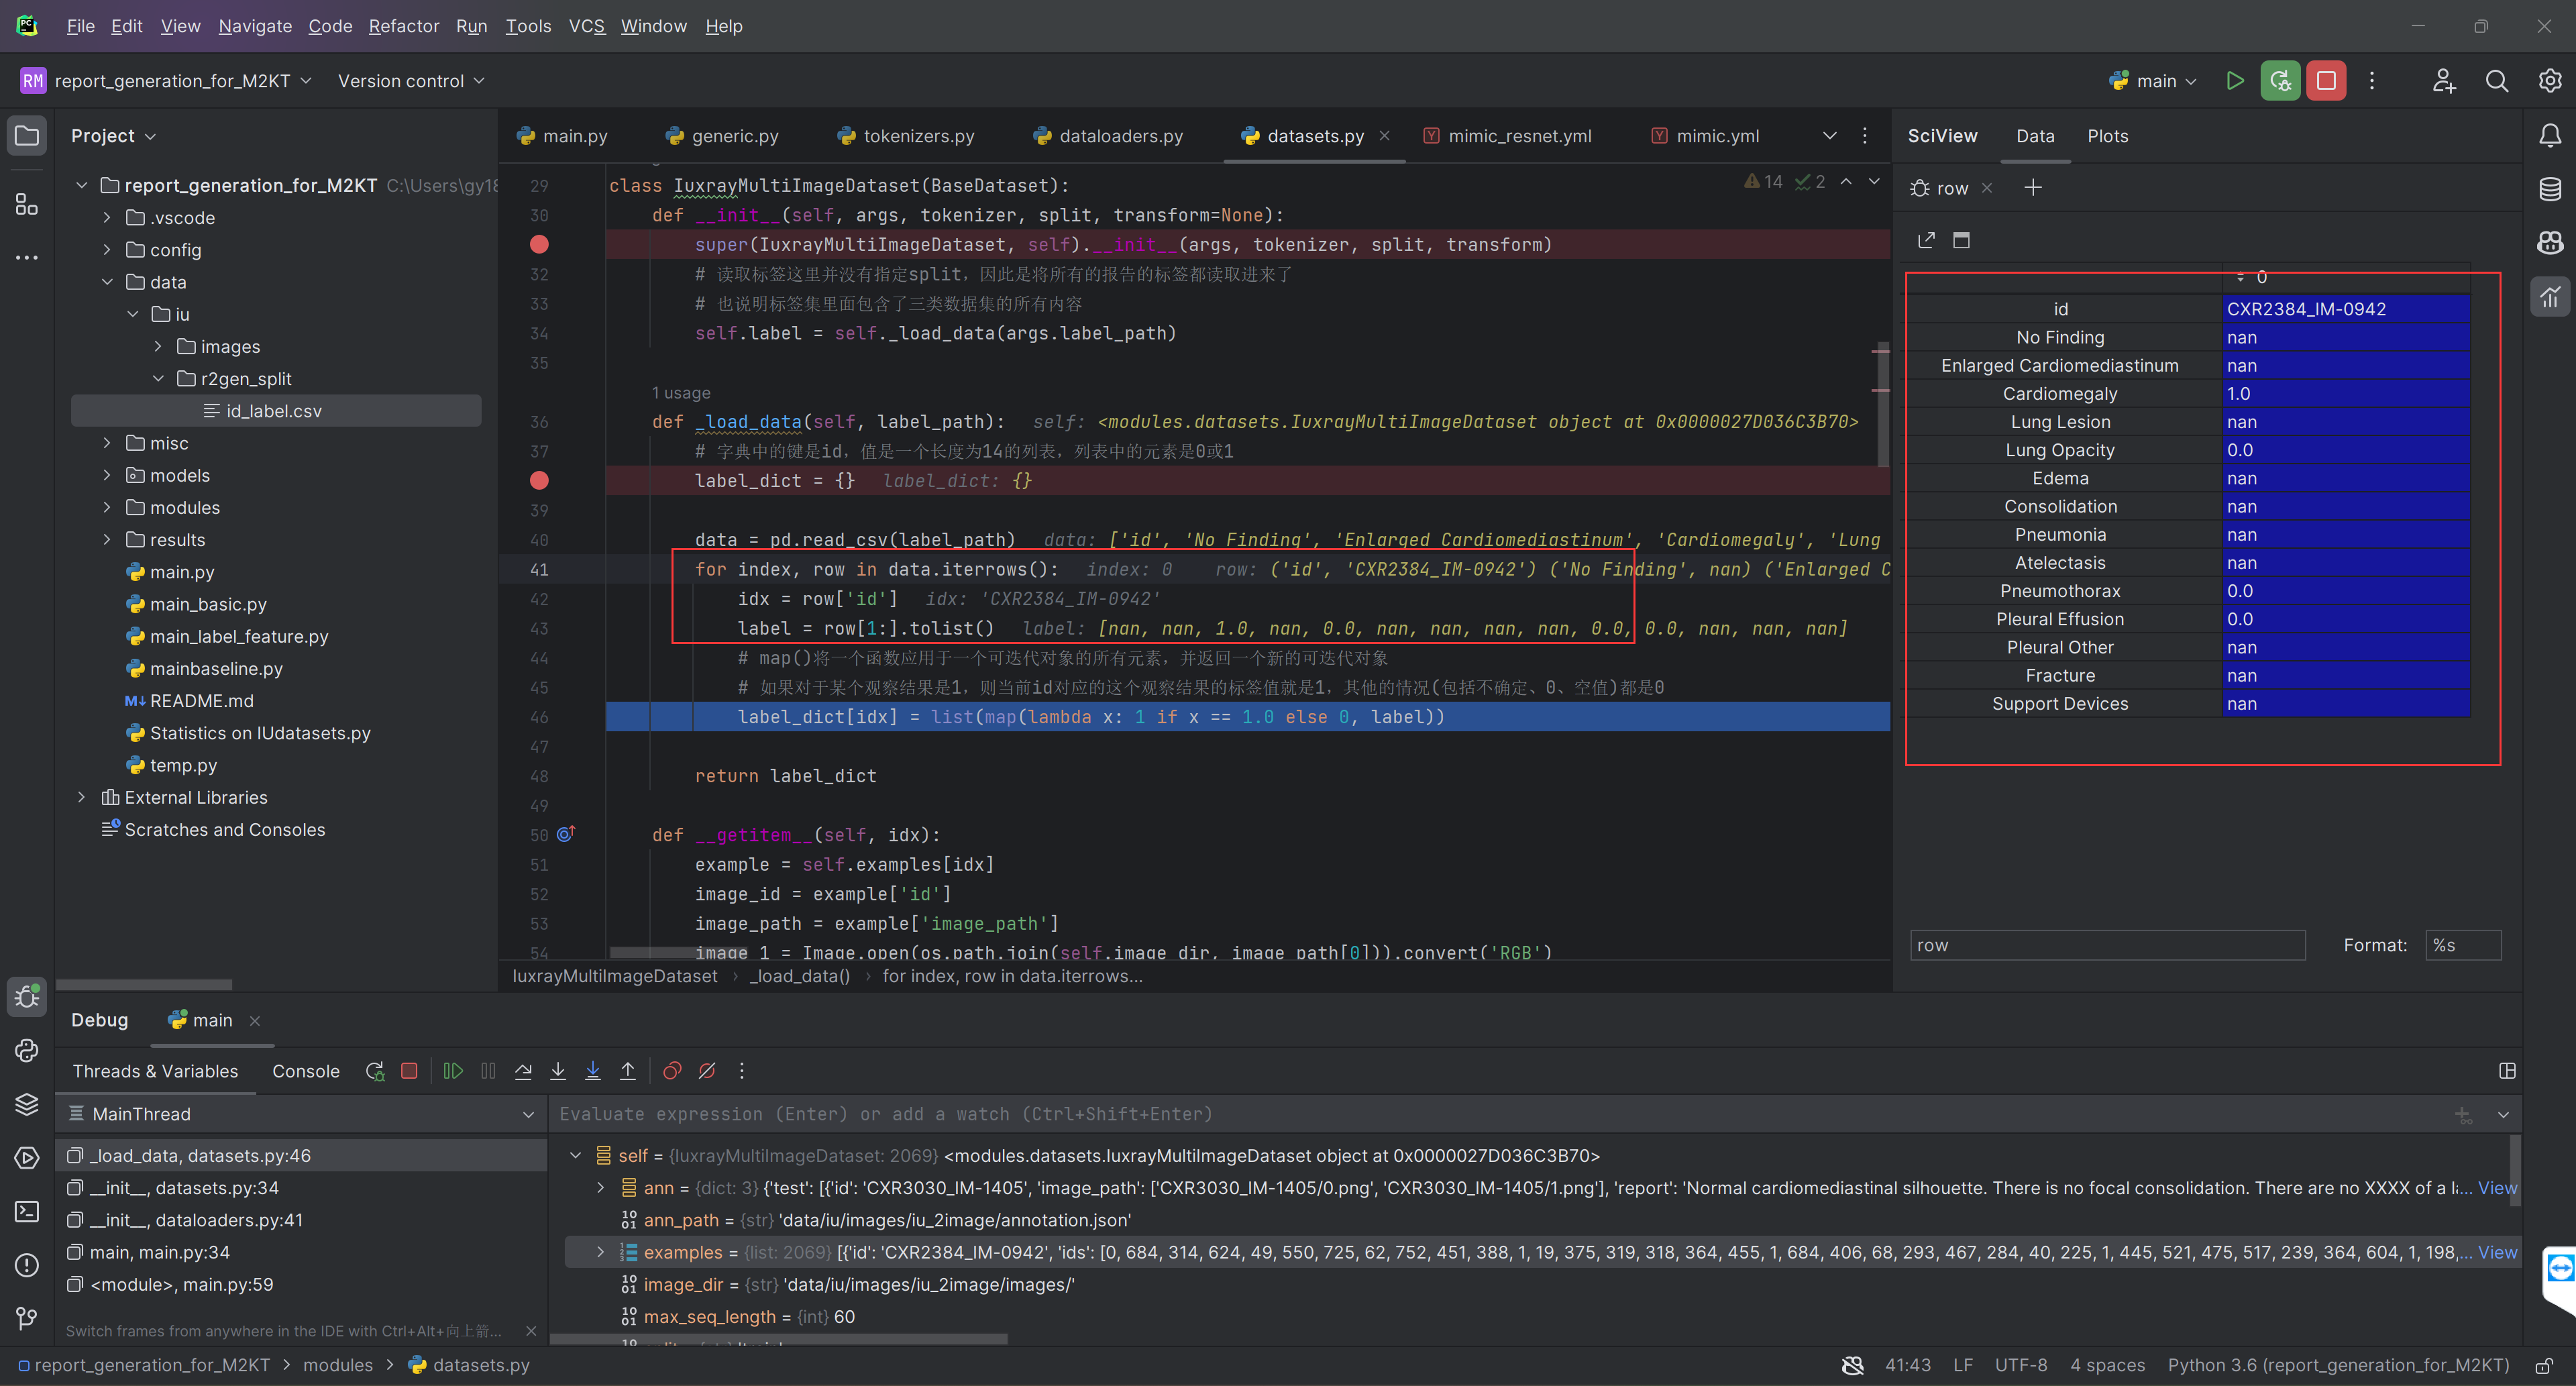 File Edit View Navigate Code Refactor Run Tools VCS Window Help
RM report_generation_for_M2KT Version control main
Project
report_generation_for_M2KT C:\Users\gy18
.vscode
config
data
iu
images
r2gen_split
id_label.csv
misc
models
modules
results
main.py
main_basic.py
main_label_feature.py
mainbaseline.py
README.md
Statistics on IUdatasets.py
temp.py
External Libraries
Scratches and Consoles
main.py generic.py tokenizers.py dataloaders.py datasets.py mimic_resnet.yml mimic.yml
14 2
29 class IuxrayMultiImageDataset(BaseDataset):
30 def __init__(self, args, tokenizer, split, transform=None):
super(IuxrayMultiImageDataset, self).__init__(args, tokenizer, split, transform)
32 # 读取标签这里并没有指定split，因此是将所有的报告的标签都读取进来了
33 # 也说明标签集里面包含了三类数据集的所有内容
34 self.label = self._load_data(args.label_path)
35
1 usage
36 def _load_data(self, label_path): self: <modules.datasets.IuxrayMultiImageDataset object at 0x0000027D036C3B70>
37 # 字典中的键是id，值是一个长度为14的列表，列表中的元素是0或1
label_dict = {} label_dict: {}
39
40 data = pd.read_csv(label_path) data: ['id', 'No Finding', 'Enlarged Cardiomediastinum', 'Cardiomegaly', 'Lung
41 for index, row in data.iterrows(): index: 0 row: ('id', 'CXR2384_IM-0942') ('No Finding', nan) ('Enlarged C
42 idx = row['id'] idx: 'CXR2384_IM-0942'
43 label = row[1:].tolist() label: [nan, nan, 1.0, nan, 0.0, nan, nan, nan, nan, 0.0, 0.0, nan, nan, nan]
44 # map()将一个函数应用于一个可迭代对象的所有元素，并返回一个新的可迭代对象
45 # 如果对于某个观察结果是1，则当前id对应的这个观察结果的标签值就是1，其他的情况(包括不确定、0、空值)都是0
46 label_dict[idx] = list(map(lambda x: 1 if x == 1.0 else 0, label))
47
48 return label_dict
49
50 def __getitem__(self, idx):
51 example = self.examples[idx]
52 image_id = example['id']
53 image_path = example['image_path']
54 image_1 = Image.open(os.path.join(self.image_dir, image_path[0])).convert('RGB')
IuxrayMultiImageDataset › _load_data() › for index, row in data.iterrows...
SciView Data Plots
row
0
id CXR2384_IM-0942
No Finding nan
Enlarged Cardiomediastinum nan
Cardiomegaly 1.0
Lung Lesion nan
Lung Opacity 0.0
Edema nan
Consolidation nan
Pneumonia nan
Atelectasis nan
Pneumothorax 0.0
Pleural Effusion 0.0
Pleural Other nan
Fracture nan
Support Devices nan
row Format: %s
Debug main
Threads & Variables Console
MainThread
_load_data, datasets.py:46
__init__, datasets.py:34
__init__, dataloaders.py:41
main, main.py:34
<module>, main.py:59
Switch frames from anywhere in the IDE with Ctrl+Alt+向上箭...
Evaluate expression (Enter) or add a watch (Ctrl+Shift+Enter)
self = {IuxrayMultiImageDataset: 2069} <modules.datasets.IuxrayMultiImageDataset object at 0x0000027D036C3B70>
ann = {dict: 3} {'test': [{'id': 'CXR3030_IM-1405', 'image_path': ['CXR3030_IM-1405/0.png', 'CXR3030_IM-1405/1.png'], 'report': 'Normal cardiomediastinal silhouette. There is no focal consolidation. There are no XXXX of a l... View
ann_path = {str} 'data/iu/images/iu_2image/annotation.json'
examples = {list: 2069} [{'id': 'CXR2384_IM-0942', 'ids': [0, 684, 314, 624, 49, 550, 725, 62, 752, 451, 388, 1, 19, 375, 319, 318, 364, 455, 1, 684, 406, 68, 293, 467, 284, 40, 225, 1, 445, 521, 475, 517, 239, 364, 604, 1, 198,... View
image_dir = {str} 'data/iu/images/iu_2image/images/'
max_seq_length = {int} 60
report_generation_for_M2KT > modules > datasets.py 41:43 LF UTF-8 4 spaces Python 3.6 (report_generation_for_M2KT)